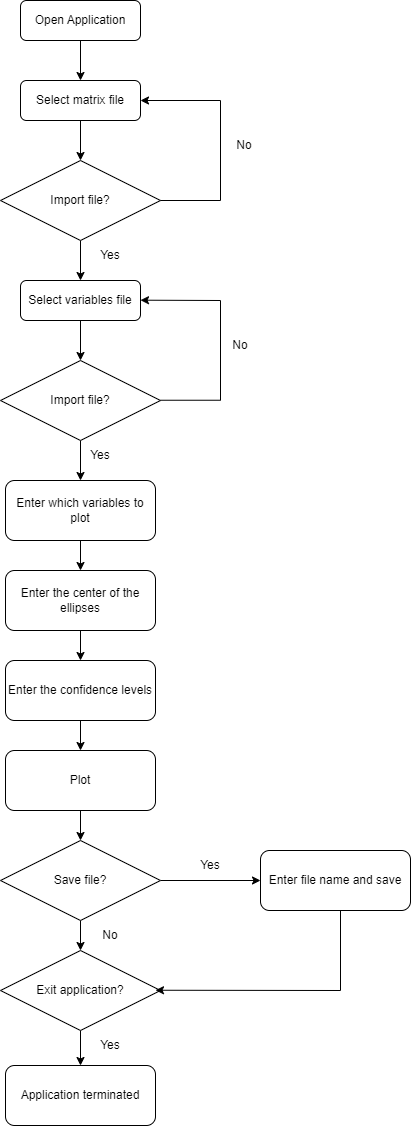 Open Application
Select matrix file
No
Import file?
Yes
Select variables file
No
Import file?
Yes
Enter which variables to
plot
Enter the center of the
ellipses
Enter the confidence levels
Plot
Yes
Save file?
Enter file name and save
No
Exit application?
Yes
Application terminated